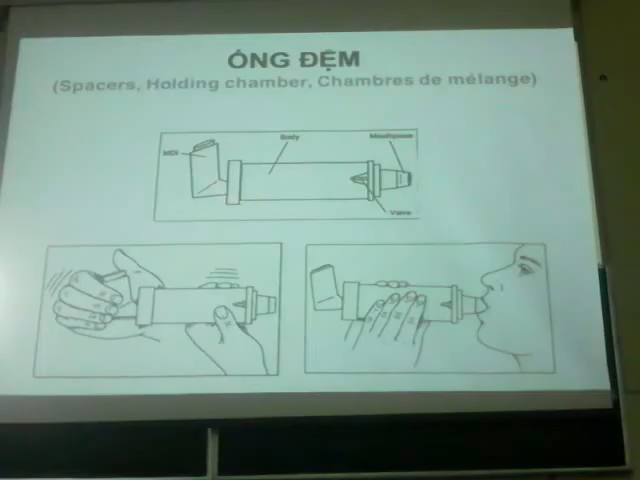 ỐNG ĐỆM
(Spacers, Holding chamber, Chambres de mélange)
Body
Mouthpiece
MDI
Valve